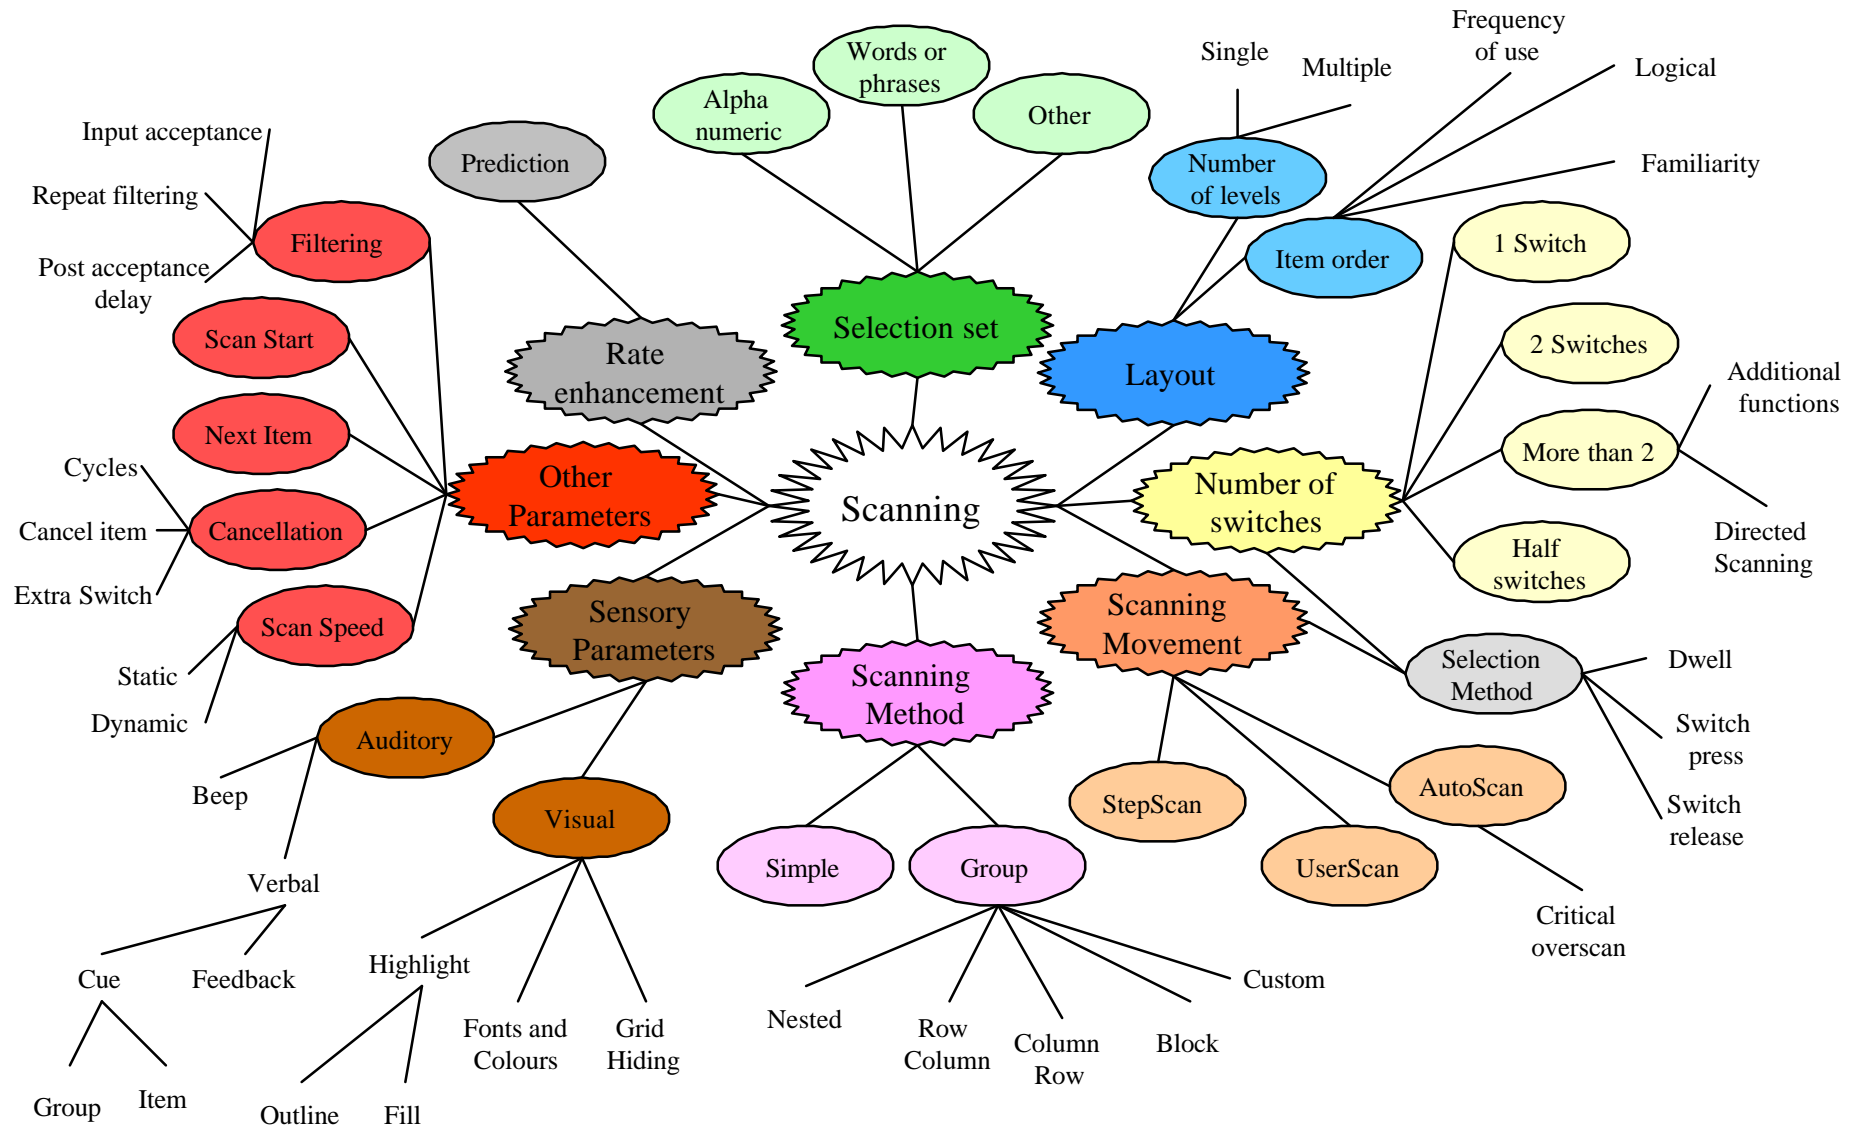 Frequency
of use
Single
Multiple
Logical
Words or
phrases
Alpha
numeric
Other
Input acceptance
Prediction
Number
of levels
Familiarity
Repeat filtering
Filtering
Item order
1 Switch
Post acceptance
delay
Scan Start
Selection set
2 Switches
Rate
enhancement
Layout
Additional
functions
Next Item
More than 2
Cycles
Other
Parameters
Scanning
Number of
switches
Cancel item
Cancellation
Directed
Scanning
Half
switches
Extra Switch
Scan Speed
Sensory
Parameters
Scanning
Movement
Static
Dynamic
Scanning
Method
Selection
Method
Dwell
Switch
press
Auditory
Beep
Visual
StepScan
AutoScan
Switch
release
Simple
Group
UserScan
Verbal
Critical
overscan
Cue
Feedback
Highlight
Custom
Nested
Row
Column
Column
Row
Block
Fonts and
Colours
Grid
Hiding
Group
Item
Outline
Fill